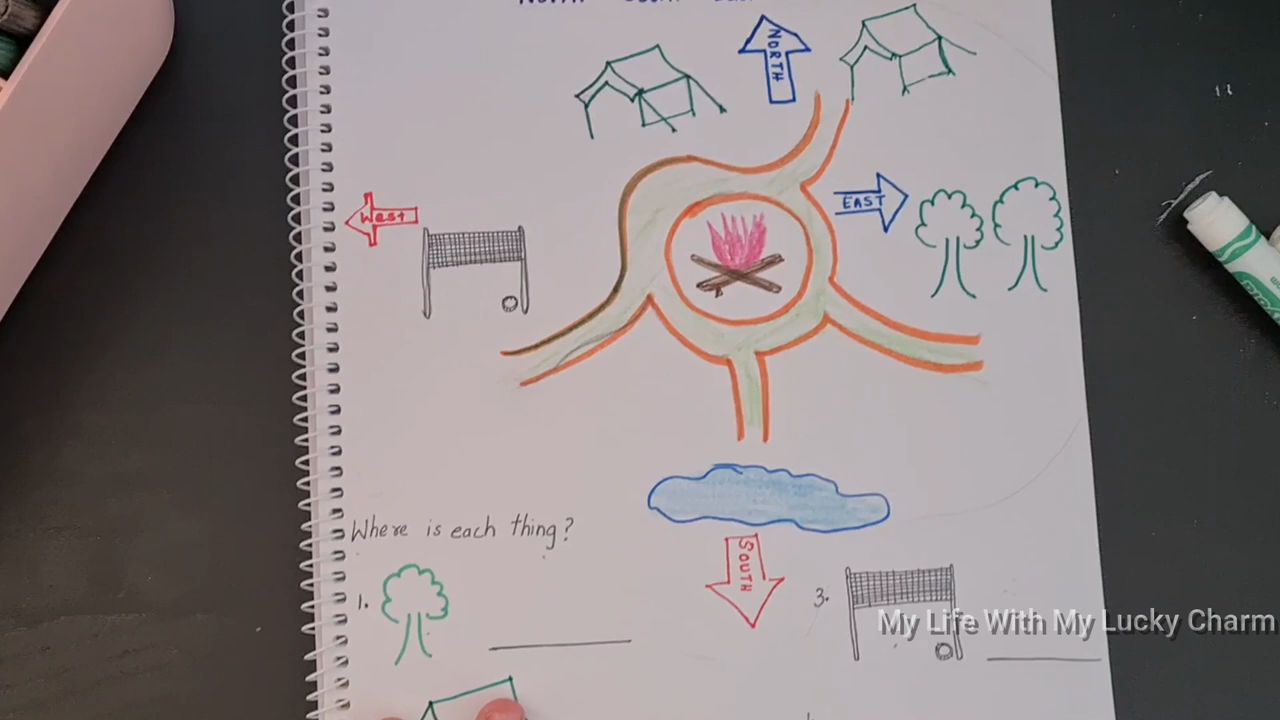 NORTH
EAST
West
Where is each thing?
SOUTH
1.
3.
My Life With My Lucky Charm